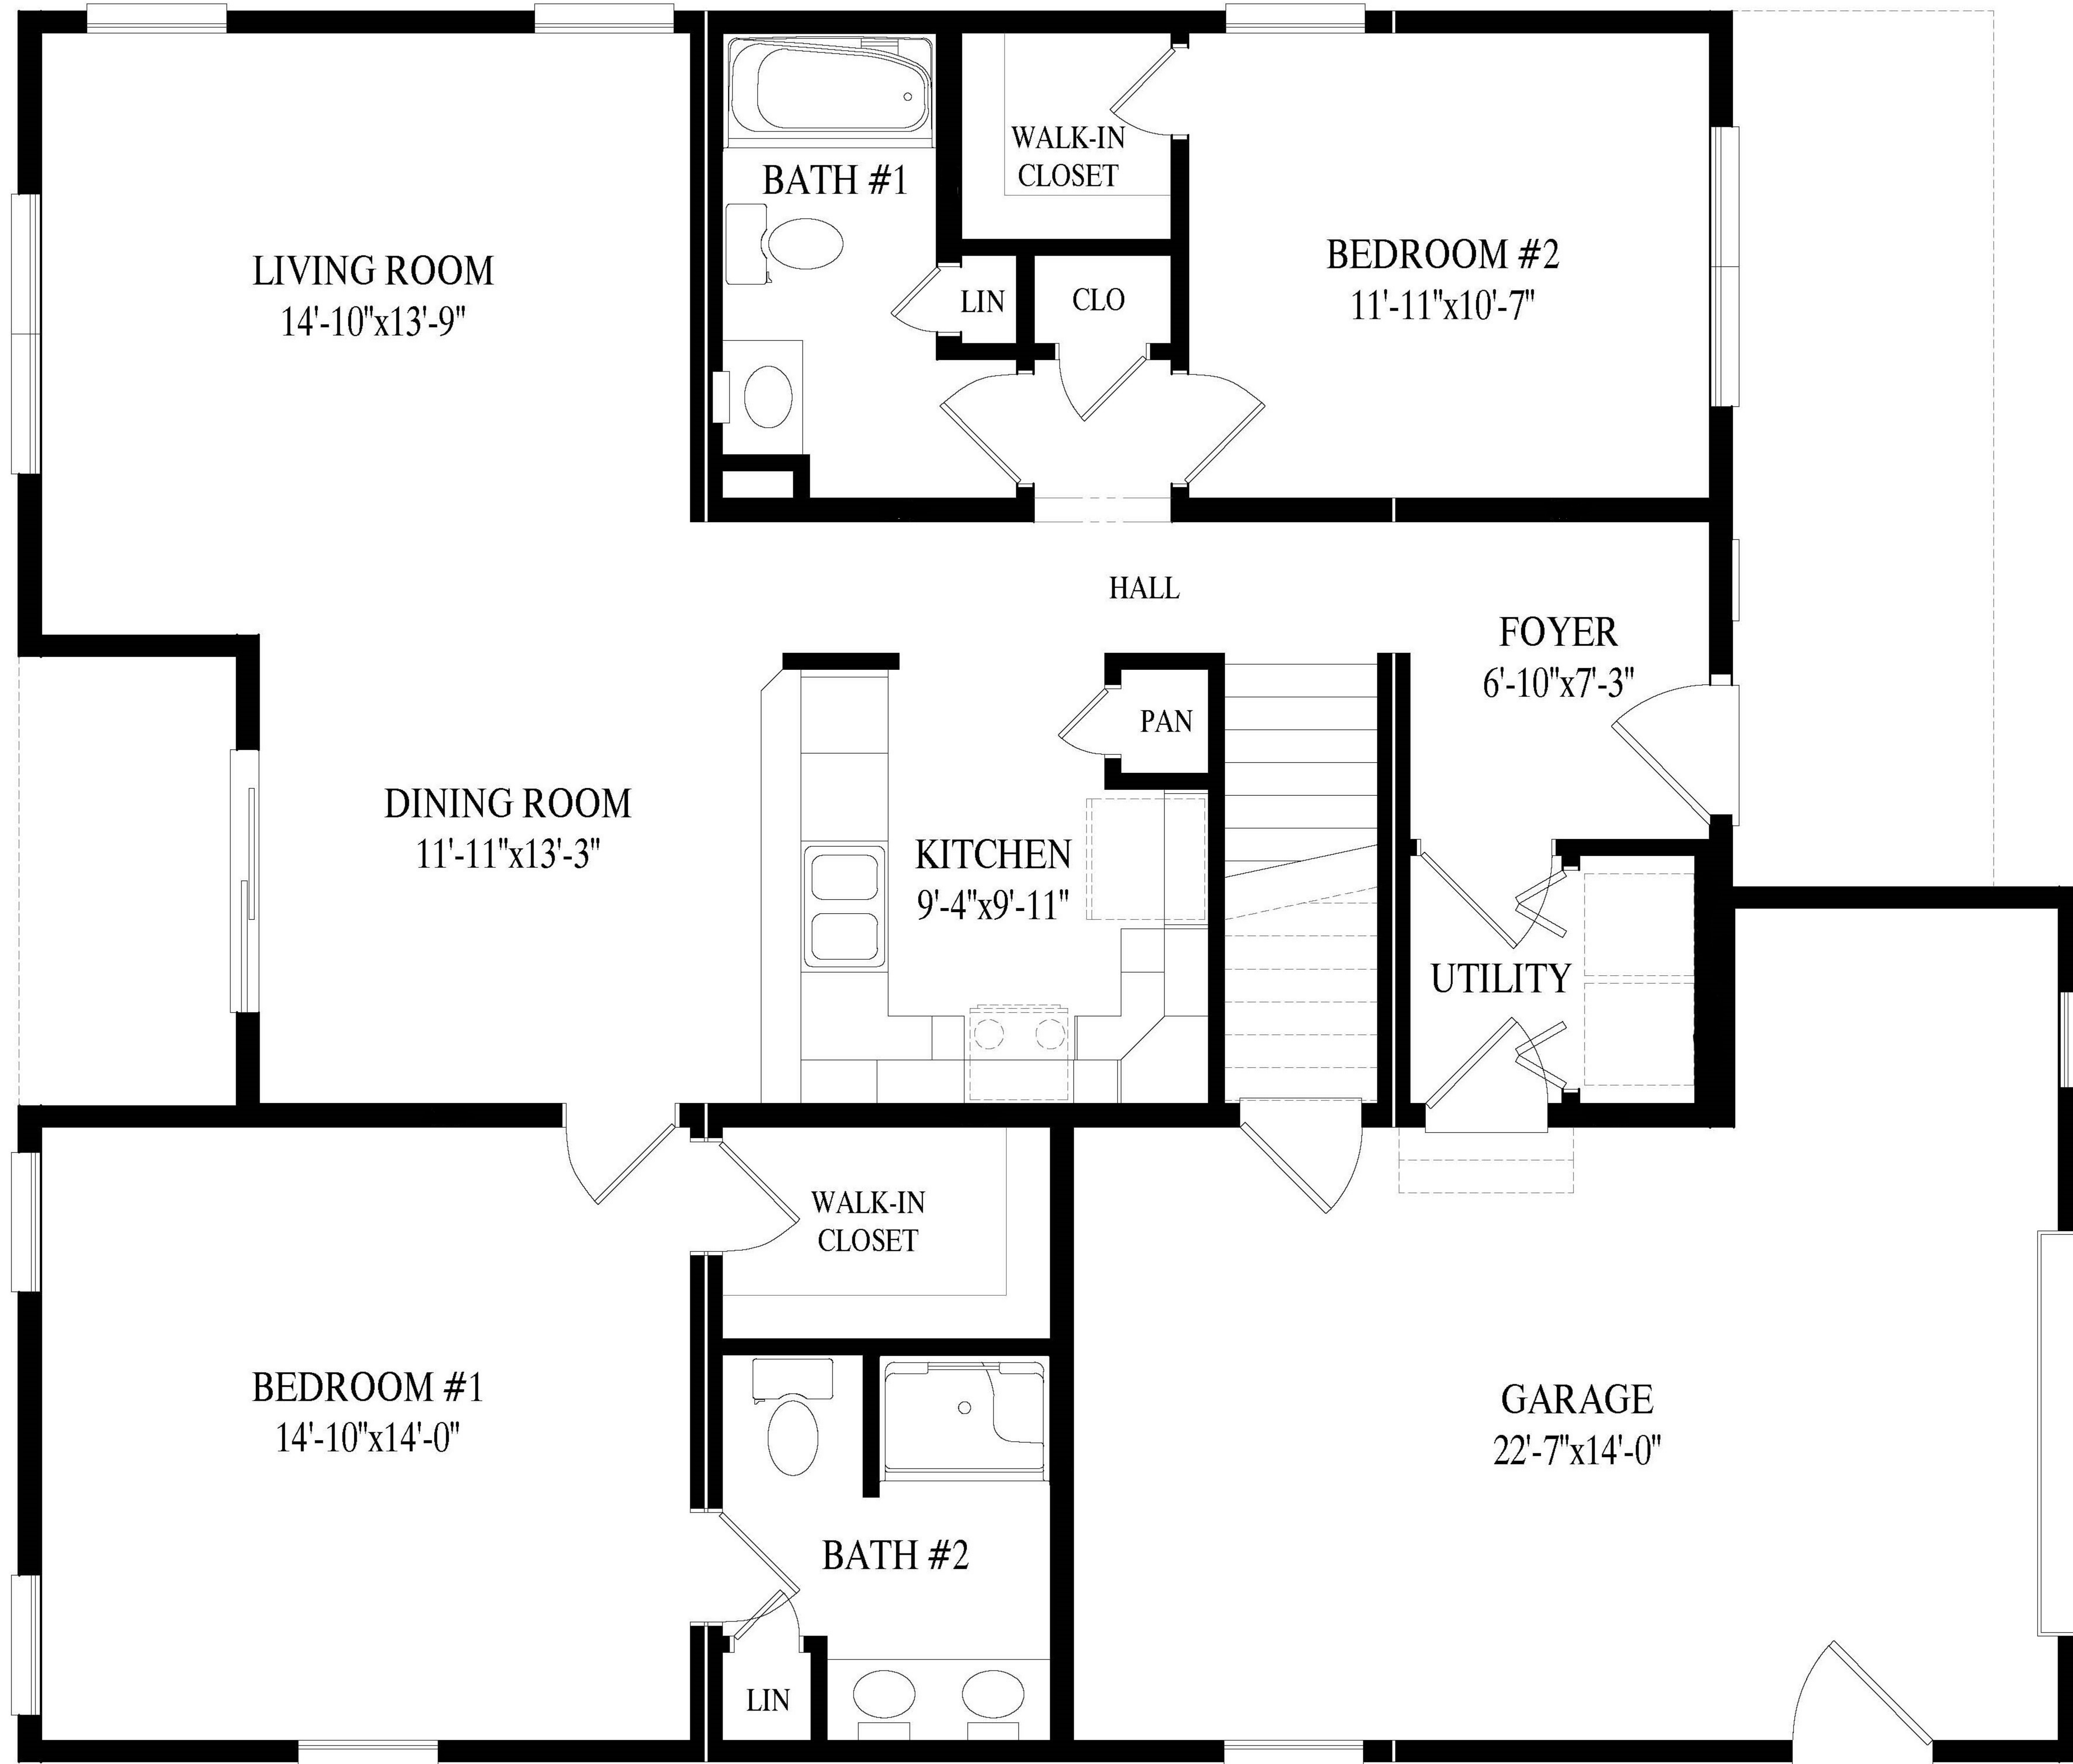 WALK-IN
CLOSET
BATH #1
LIVING ROOM
14'-10"x13'-9"
LIN
CLO
BEDROOM #2
11'-11"x10'-7"
HALL
FOYER
6'-10"x7'-3"
PAN
DINING ROOM
11'-11"x13'-3"
KITCHEN
9'-4"x9'-11"
UTILITY
WALK-IN
CLOSET
BEDROOM #1
14'-10"x14'-0"
GARAGE
22'-7"x14'-0"
BATH #2
LIN